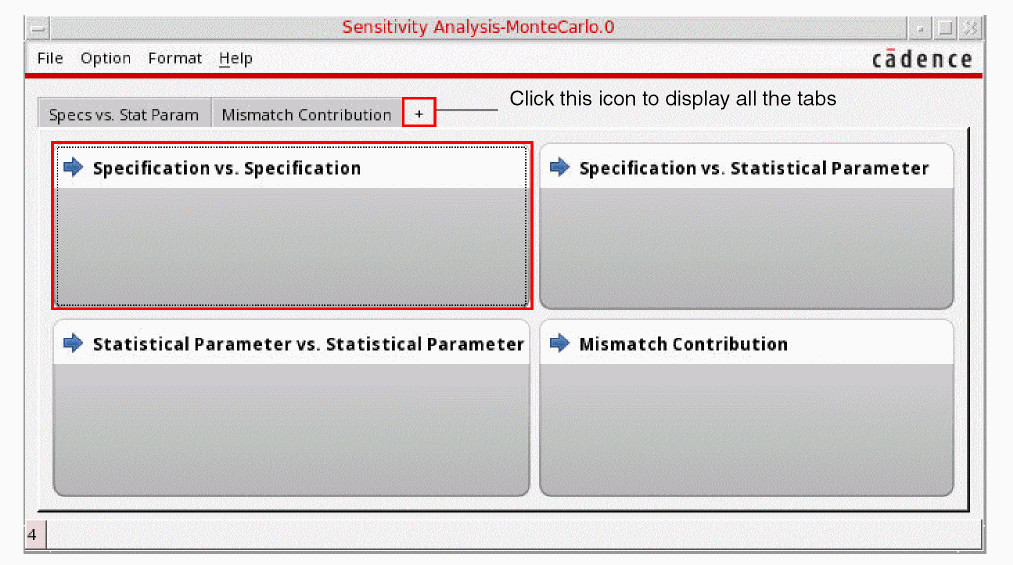 Sensitivity Analysis-MonteCarlo.0
File Option Format Help
cādence
Specs vs. Stat Param Mismatch Contribution + Click this icon to display all the tabs
Specification vs. Specification
Specification vs. Statistical Parameter
Statistical Parameter vs. Statistical Parameter
Mismatch Contribution
4